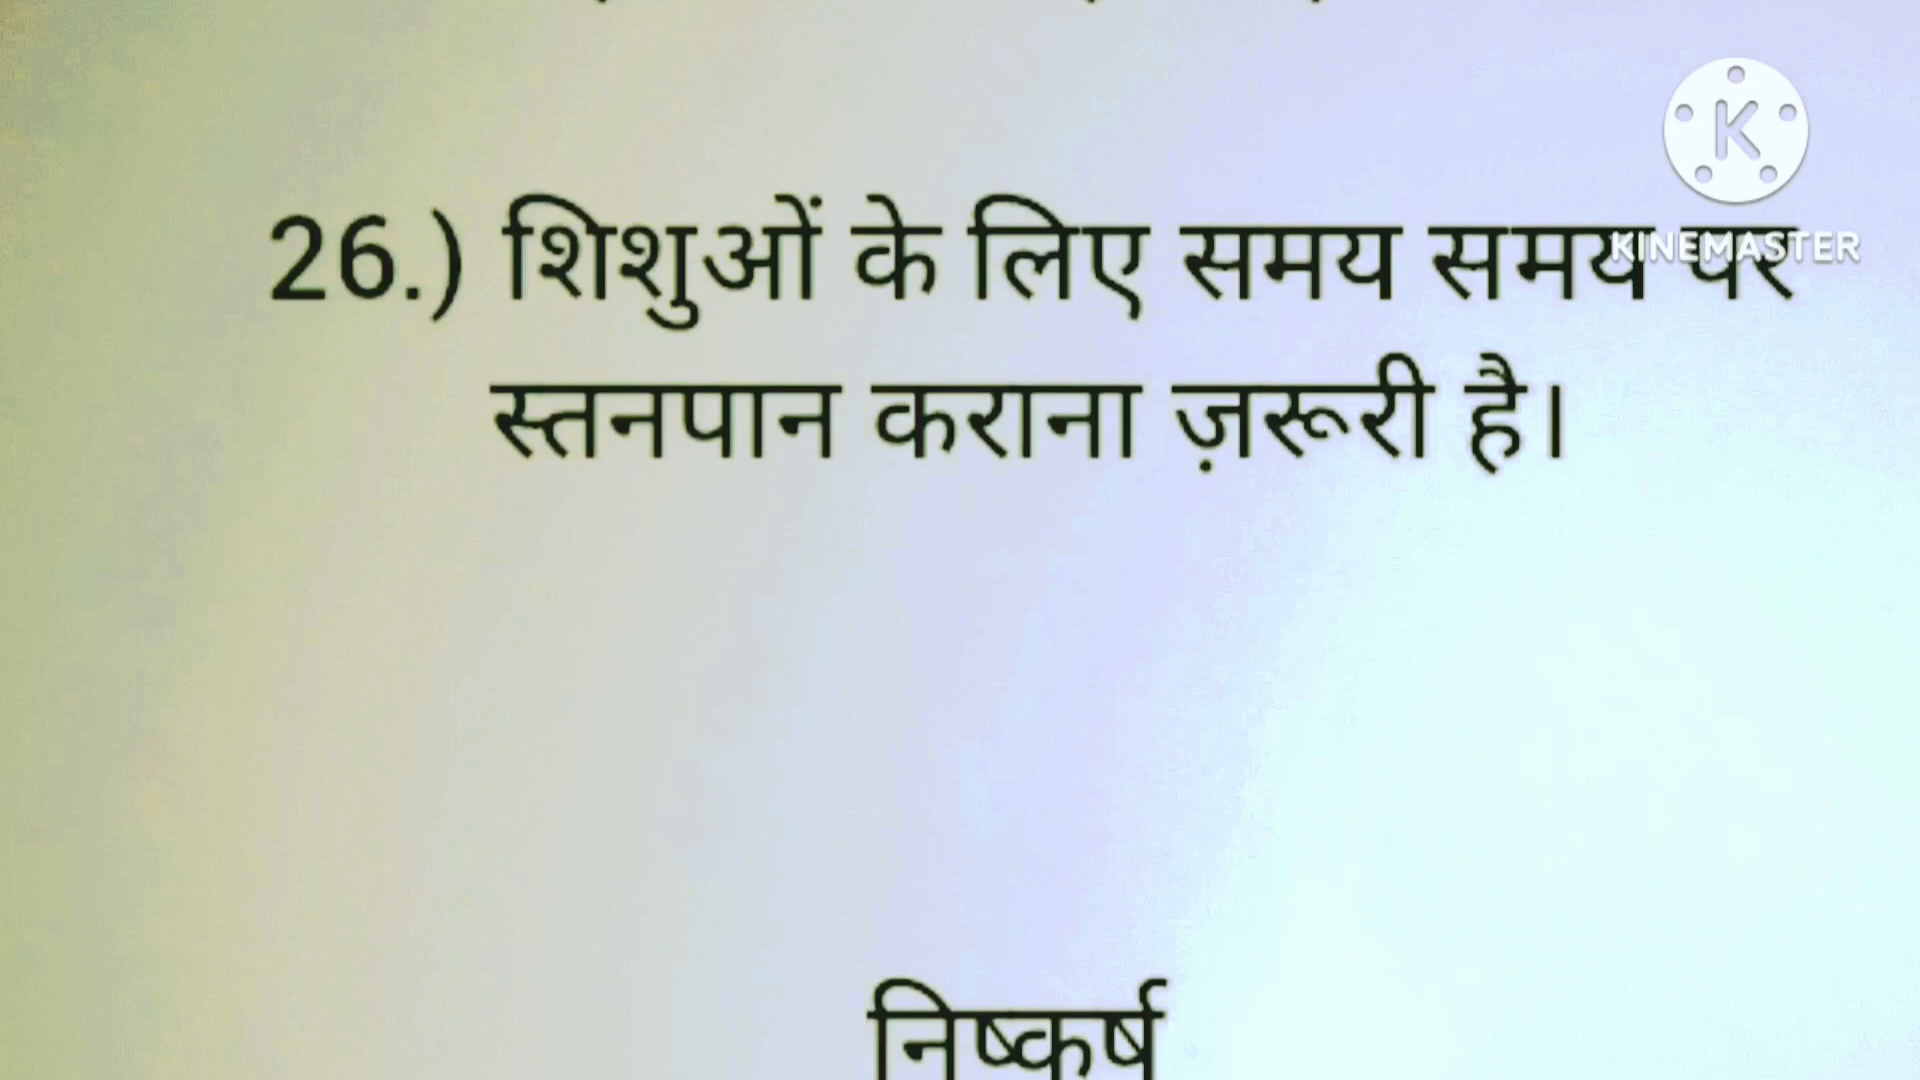 K
KINEMASTER
26.) शिशुओं के लिए समय समय पर
स्तनपान कराना ज़रूरी है।
निष्कर्ष